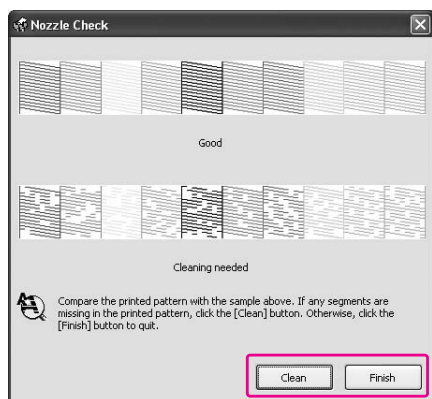 Nozzle Check
Good
Cleaning needed
Compare the printed pattern with the sample above. If any segments are
missing in the printed pattern, click the [Clean] button. Otherwise, click the
[Finish] button to quit.
Clean Finish